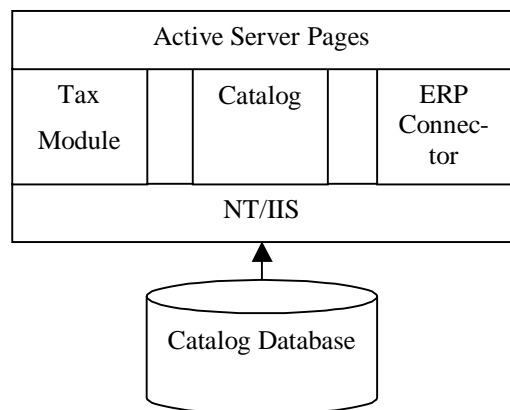 Active Server Pages
Tax
Module
Catalog
ERP
Connec-
tor
NT/IIS
Catalog Database